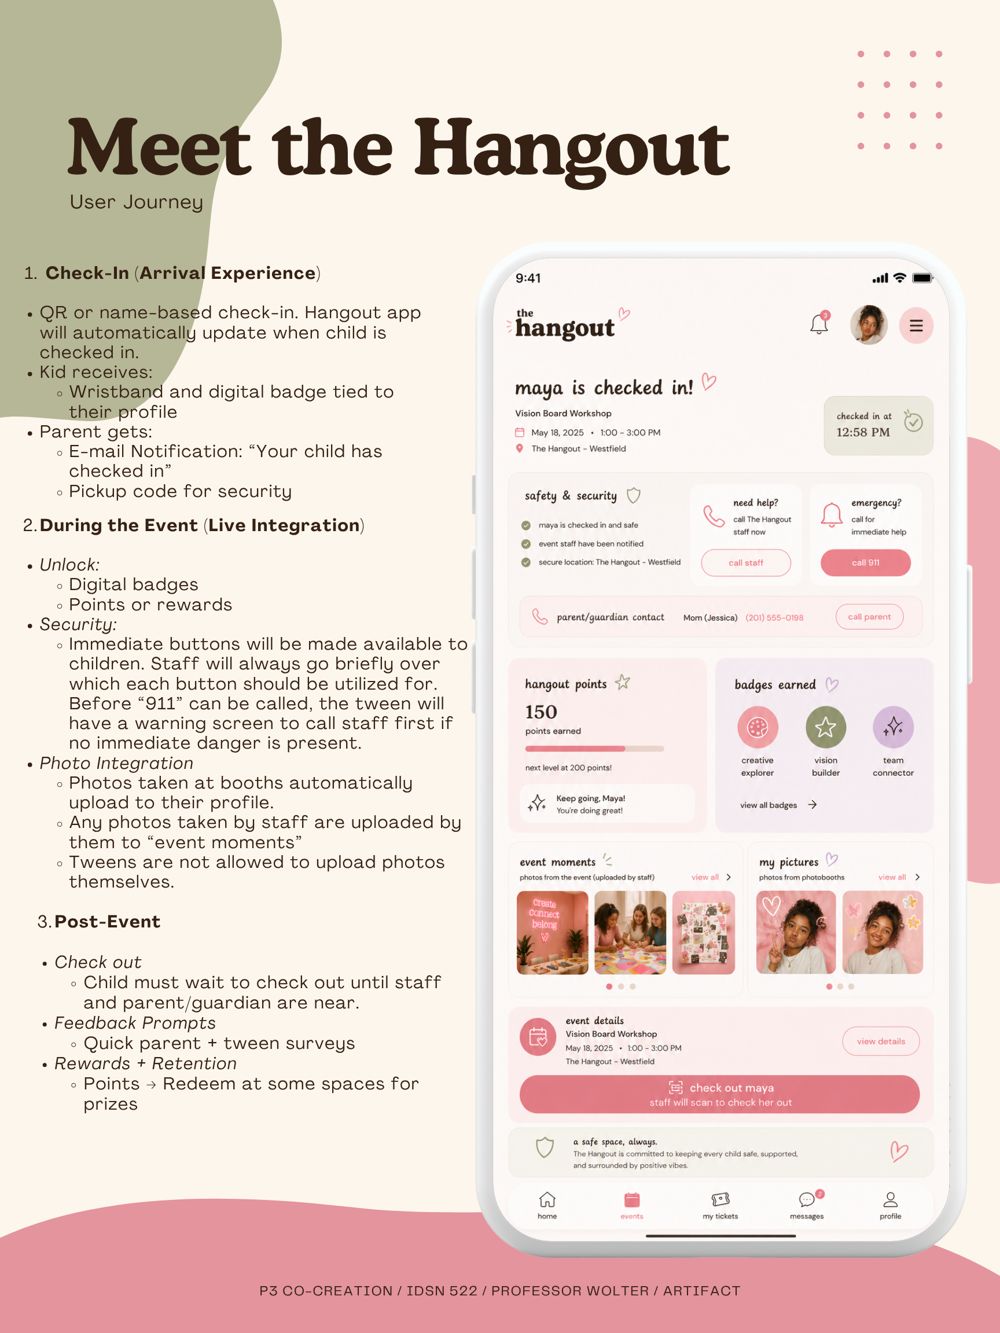 Meet the Hangout
User Journey
1. Check-In (Arrival Experience)
• QR or name-based check-in. Hangout app
will automatically update when child is
checked in.
• Kid receives:
◦ Wristband and digital badge tied to
their profile
• Parent gets:
◦ E-mail Notification: “Your child has
checked in”
◦ Pickup code for security
2. During the Event (Live Integration)
• Unlock:
◦ Digital badges
◦ Points or rewards
• Security:
◦ Immediate buttons will be made available to
children. Staff will always go briefly over
which each button should be utilized for.
Before “911” can be called, the tween will
have a warning screen to call staff first if
no immediate danger is present.
• Photo Integration
◦ Photos taken at booths automatically
upload to their profile.
◦ Any photos taken by staff are uploaded by
them to “event moments”
◦ Tweens are not allowed to upload photos
themselves.
3. Post-Event
• Check out
◦ Child must wait to check out until staff
and parent/guardian are near.
• Feedback Prompts
◦ Quick parent + tween surveys
• Rewards + Retention
◦ Points → Redeem at some spaces for
prizes
9:41
the
hangout
3
maya is checked in!
Vision Board Workshop
May 18, 2025 • 1:00 - 3:00 PM
The Hangout - Westfield
checked in at
12:58 PM
safety & security
maya is checked in and safe
event staff have been notified
secure location: The Hangout - Westfield
need help?
call The Hangout
staff now
call staff
emergency?
call for
immediate help
call 911
parent/guardian contact Mom (Jessica) (201) 555-0198 call parent
hangout points
150
points earned
next level at 200 points!
Keep going, Maya!
You're doing great!
badges earned
creative
explorer
vision
builder
team
connector
view all badges →
event moments
photos from the event (uploaded by staff) view all >
create
connect
belong
my pictures
photos from photobooths view all >
event details
Vision Board Workshop
May 18, 2025 • 1:00 - 3:00 PM
The Hangout - Westfield
view details
check out maya
staff will scan to check her out
a safe space, always.
The Hangout is committed to keeping every child safe, supported,
and surrounded by positive vibes.
home
events
my tickets
messages
profile
P3 CO-CREATION / IDSN 522 / PROFESSOR WOLTER / ARTIFACT